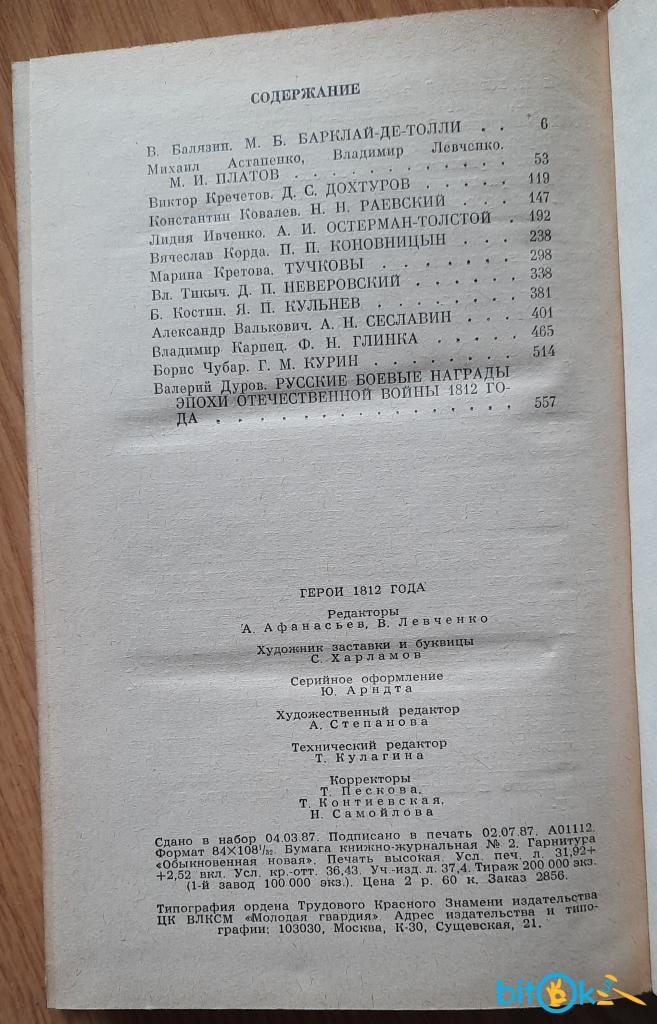 СОДЕРЖАНИЕ
В. Балязин. М. Б. БАРКЛАЙ-ДЕ-ТОЛЛИ . . 6
Михаил Астапенко, Владимир Левченко.
М. И. ПЛАТОВ . . . . . . . . . . . 53
Виктор Кречетов. Д. С. ДОХТУРОВ . . . . . 119
Константин Ковалев. Н. Н. РАЕВСКИЙ . . . 147
Лидия Ивченко. А. И. ОСТЕРМАН-ТОЛСТОЙ . 192
Вячеслав Корда. П. П. КОНОВНИЦЫН . . . 238
Марина Кретова. ТУЧКОВЫ . . . . . . . 298
Вл. Тикыч. Д. П. НЕВЕРОВСКИЙ . . . . . 338
Б. Костин. Я. П. КУЛЬНЕВ . . . . . . . 381
Александр Валькович. А. Н. СЕСЛАВИН . . . 401
Владимир Карпец. Ф. Н. ГЛИНКА . . . . . 465
Борис Чубар. Г. М. КУРИН . . . . . . . 514
Валерий Дуров. РУССКИЕ БОЕВЫЕ НАГРАДЫ
ЭПОХИ ОТЕЧЕСТВЕННОЙ ВОЙНЫ 1812 ГО-
ДА . . . . . . . . . . . . . . . 557
ГЕРОИ 1812 ГОДА
Редакторы
А. Афанасьев, В. Левченко
Художник заставки и буквицы
С. Харламов
Серийное оформление
Ю. Арндта
Художественный редактор
А. Степанова
Технический редактор
Т. Кулагина
Корректоры
Т. Пескова,
Т. Контиевская,
Н. Самойлова
Сдано в набор 04.03.87. Подписано в печать 02.07.87. А01112.
Формат 84×108¹/₃₂. Бумага книжно-журнальная № 2. Гарнитура
«Обыкновенная новая». Печать высокая. Усл. печ. л. 31,92+
+2,52 вкл. Усл. кр.-отт. 36,43. Уч.-изд. л. 37,4. Тираж 200 000 экз.
(1-й завод 100 000 экз.). Цена 2 р. 60 к. Заказ 2856.
Типография ордена Трудового Красного Знамени издательства
ЦК ВЛКСМ «Молодая гвардия». Адрес издательства и типо-
графии: 103030, Москва, К-30, Сущевская, 21.
bitok